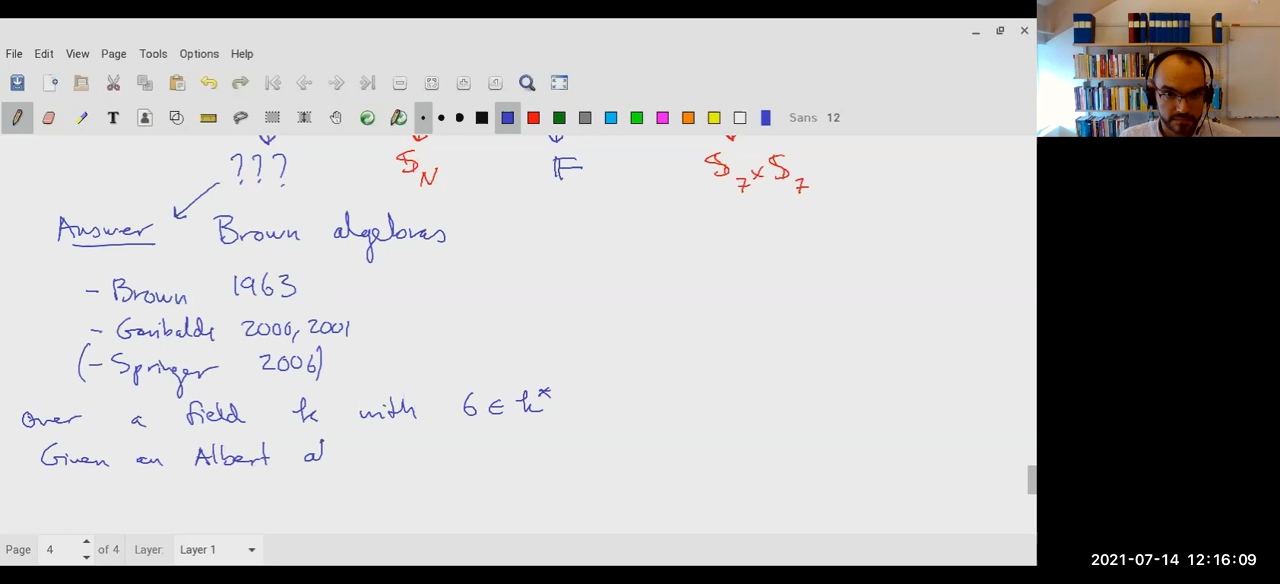 File Edit View Page Tools Options Help
T Sans 12
??? S_N F S_7 × S_7
Answer Brown algebras
- Brown 1963
- Garibaldi 2000, 2001
(- Springer 2006)
Over a field k with 6 ∈ k^*
Given an Albert al
Page 4 of 4 Layer: Layer 1
2021-07-14 12:16:09